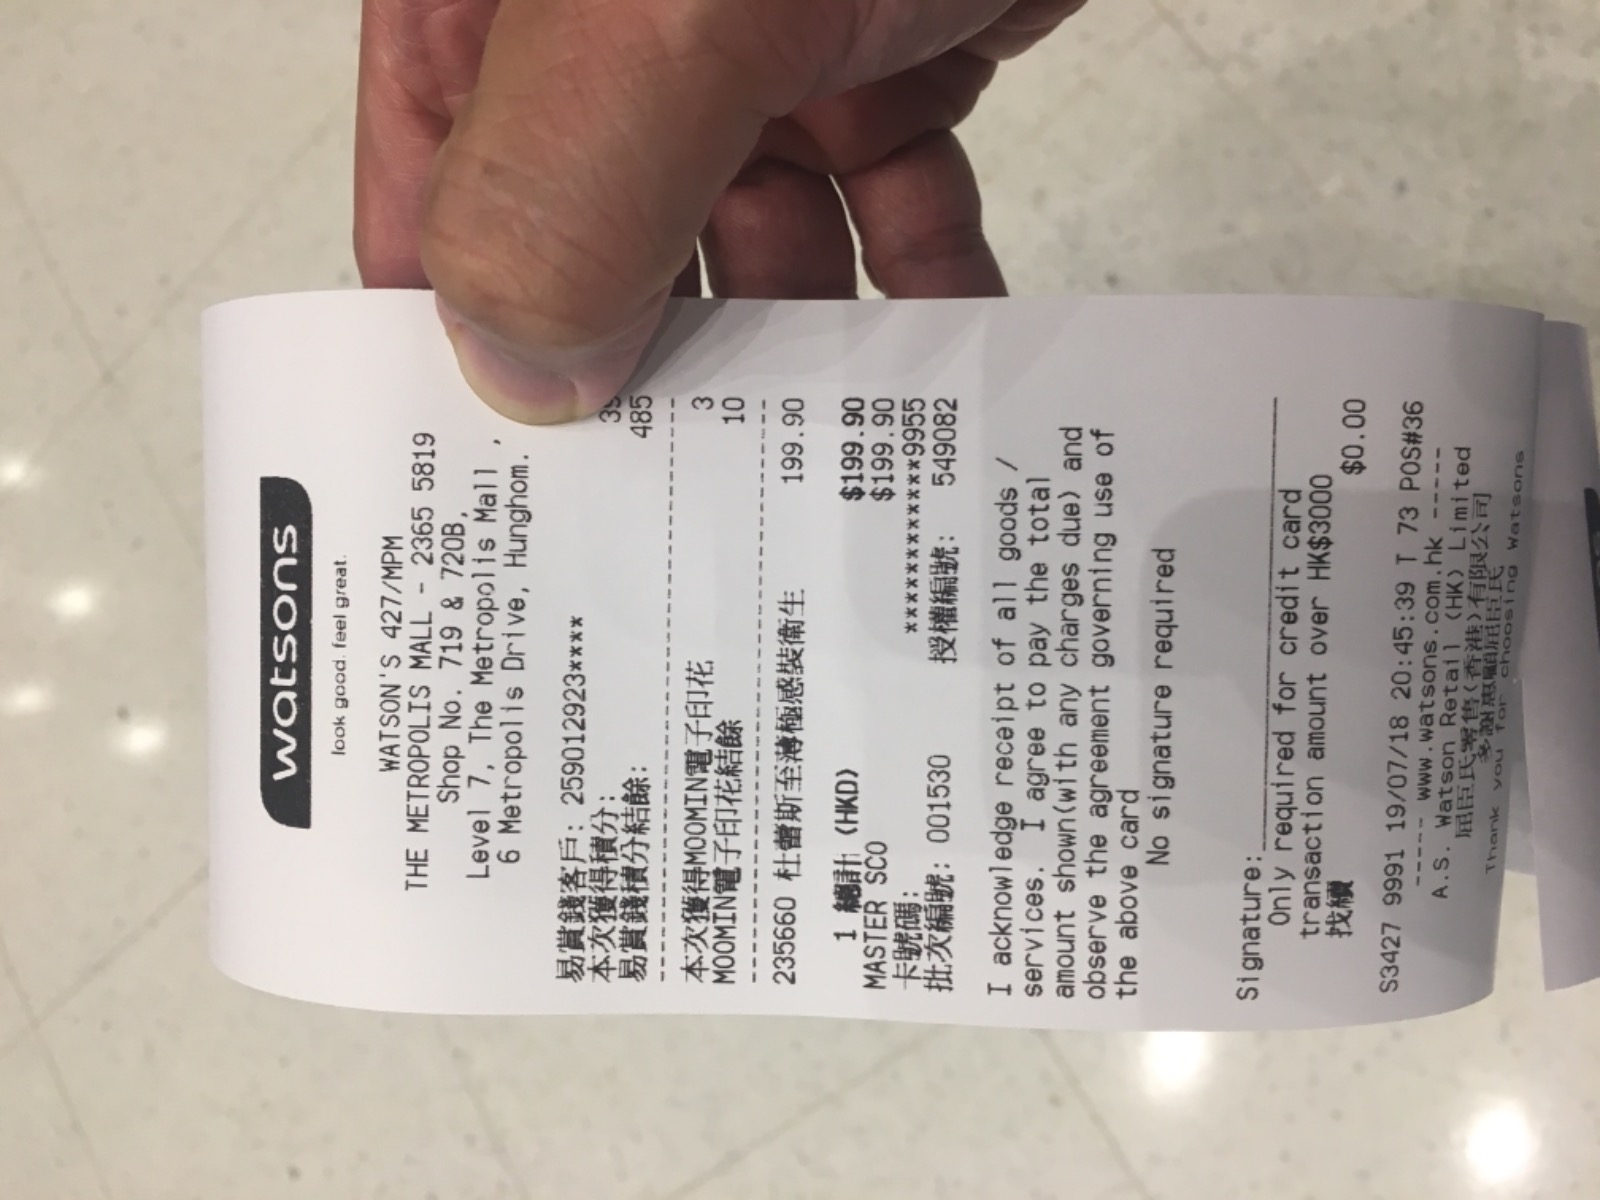 watsons
look good. feel great.
WATSON'S 427/MPM
THE METROPOLIS MALL - 2365 5819
Shop No. 719 & 720B,
Level 7, The Metropolis Mall ,
6 Metropolis Drive, Hunghom.
易賞錢客戶: 259012923****
本次獲得積分:
易賞錢積分結餘: 485
本次獲得MOOMIN電子印花 3
MOOMIN電子印花結餘 10
235660 杜蕾斯至薄極感裝衛生 199.90
1 總計 (HKD) $199.90
MASTER SCO $199.90
卡號碼: ************9955
批次編號: 001530 授權編號: 549082
I acknowledge receipt of all goods /
services. I agree to pay the total
amount shown(with any charges due) and
observe the agreement governing use of
the above card
No signature required
Signature:
Only required for credit card
transaction amount over HK$3000
找續 $0.00
S3427 9991 19/07/18 20:45:39 T 73 POS#36
----- www.watsons.com.hk -----
A.S. Watson Retail (HK) Limited
屈臣氏零售(香港)有限公司
多謝惠顧屈臣氏
Thank you for choosing Watsons